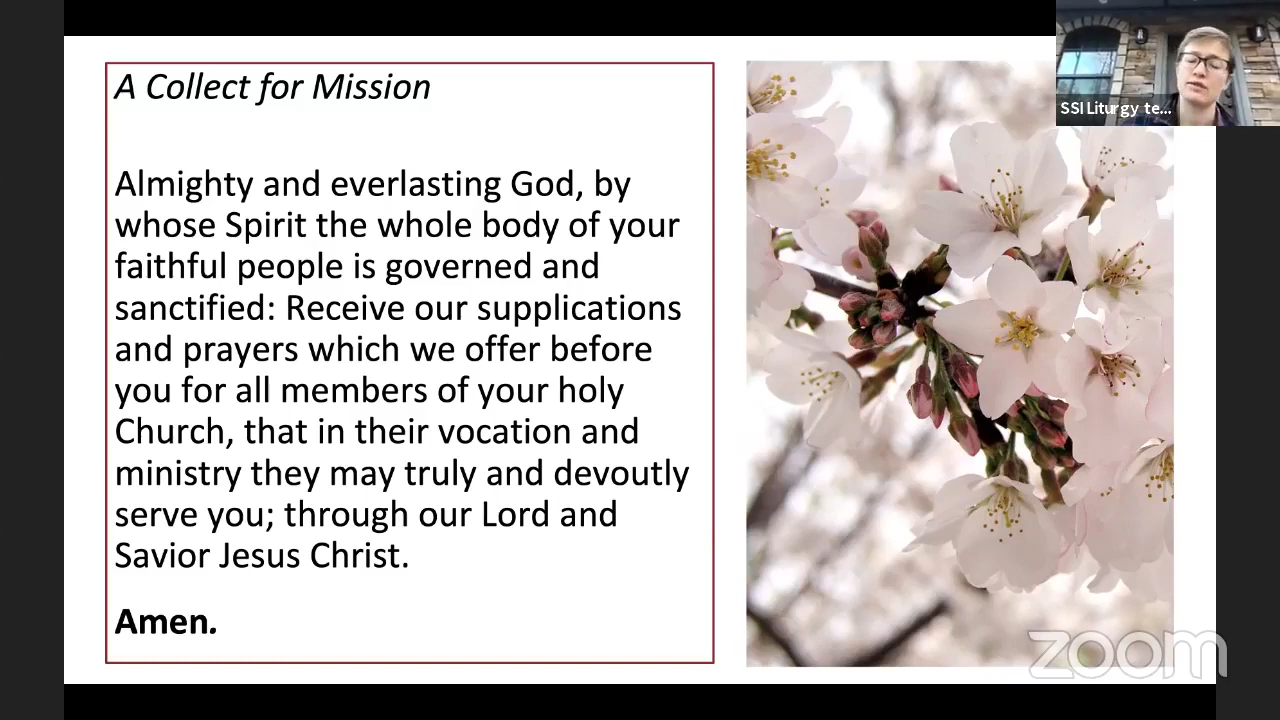 A Collect for Mission
Almighty and everlasting God, by
whose Spirit the whole body of your
faithful people is governed and
sanctified: Receive our supplications
and prayers which we offer before
you for all members of your holy
Church, that in their vocation and
ministry they may truly and devoutly
serve you; through our Lord and
Savior Jesus Christ.
Amen.
SSI Liturgy te...
zoom